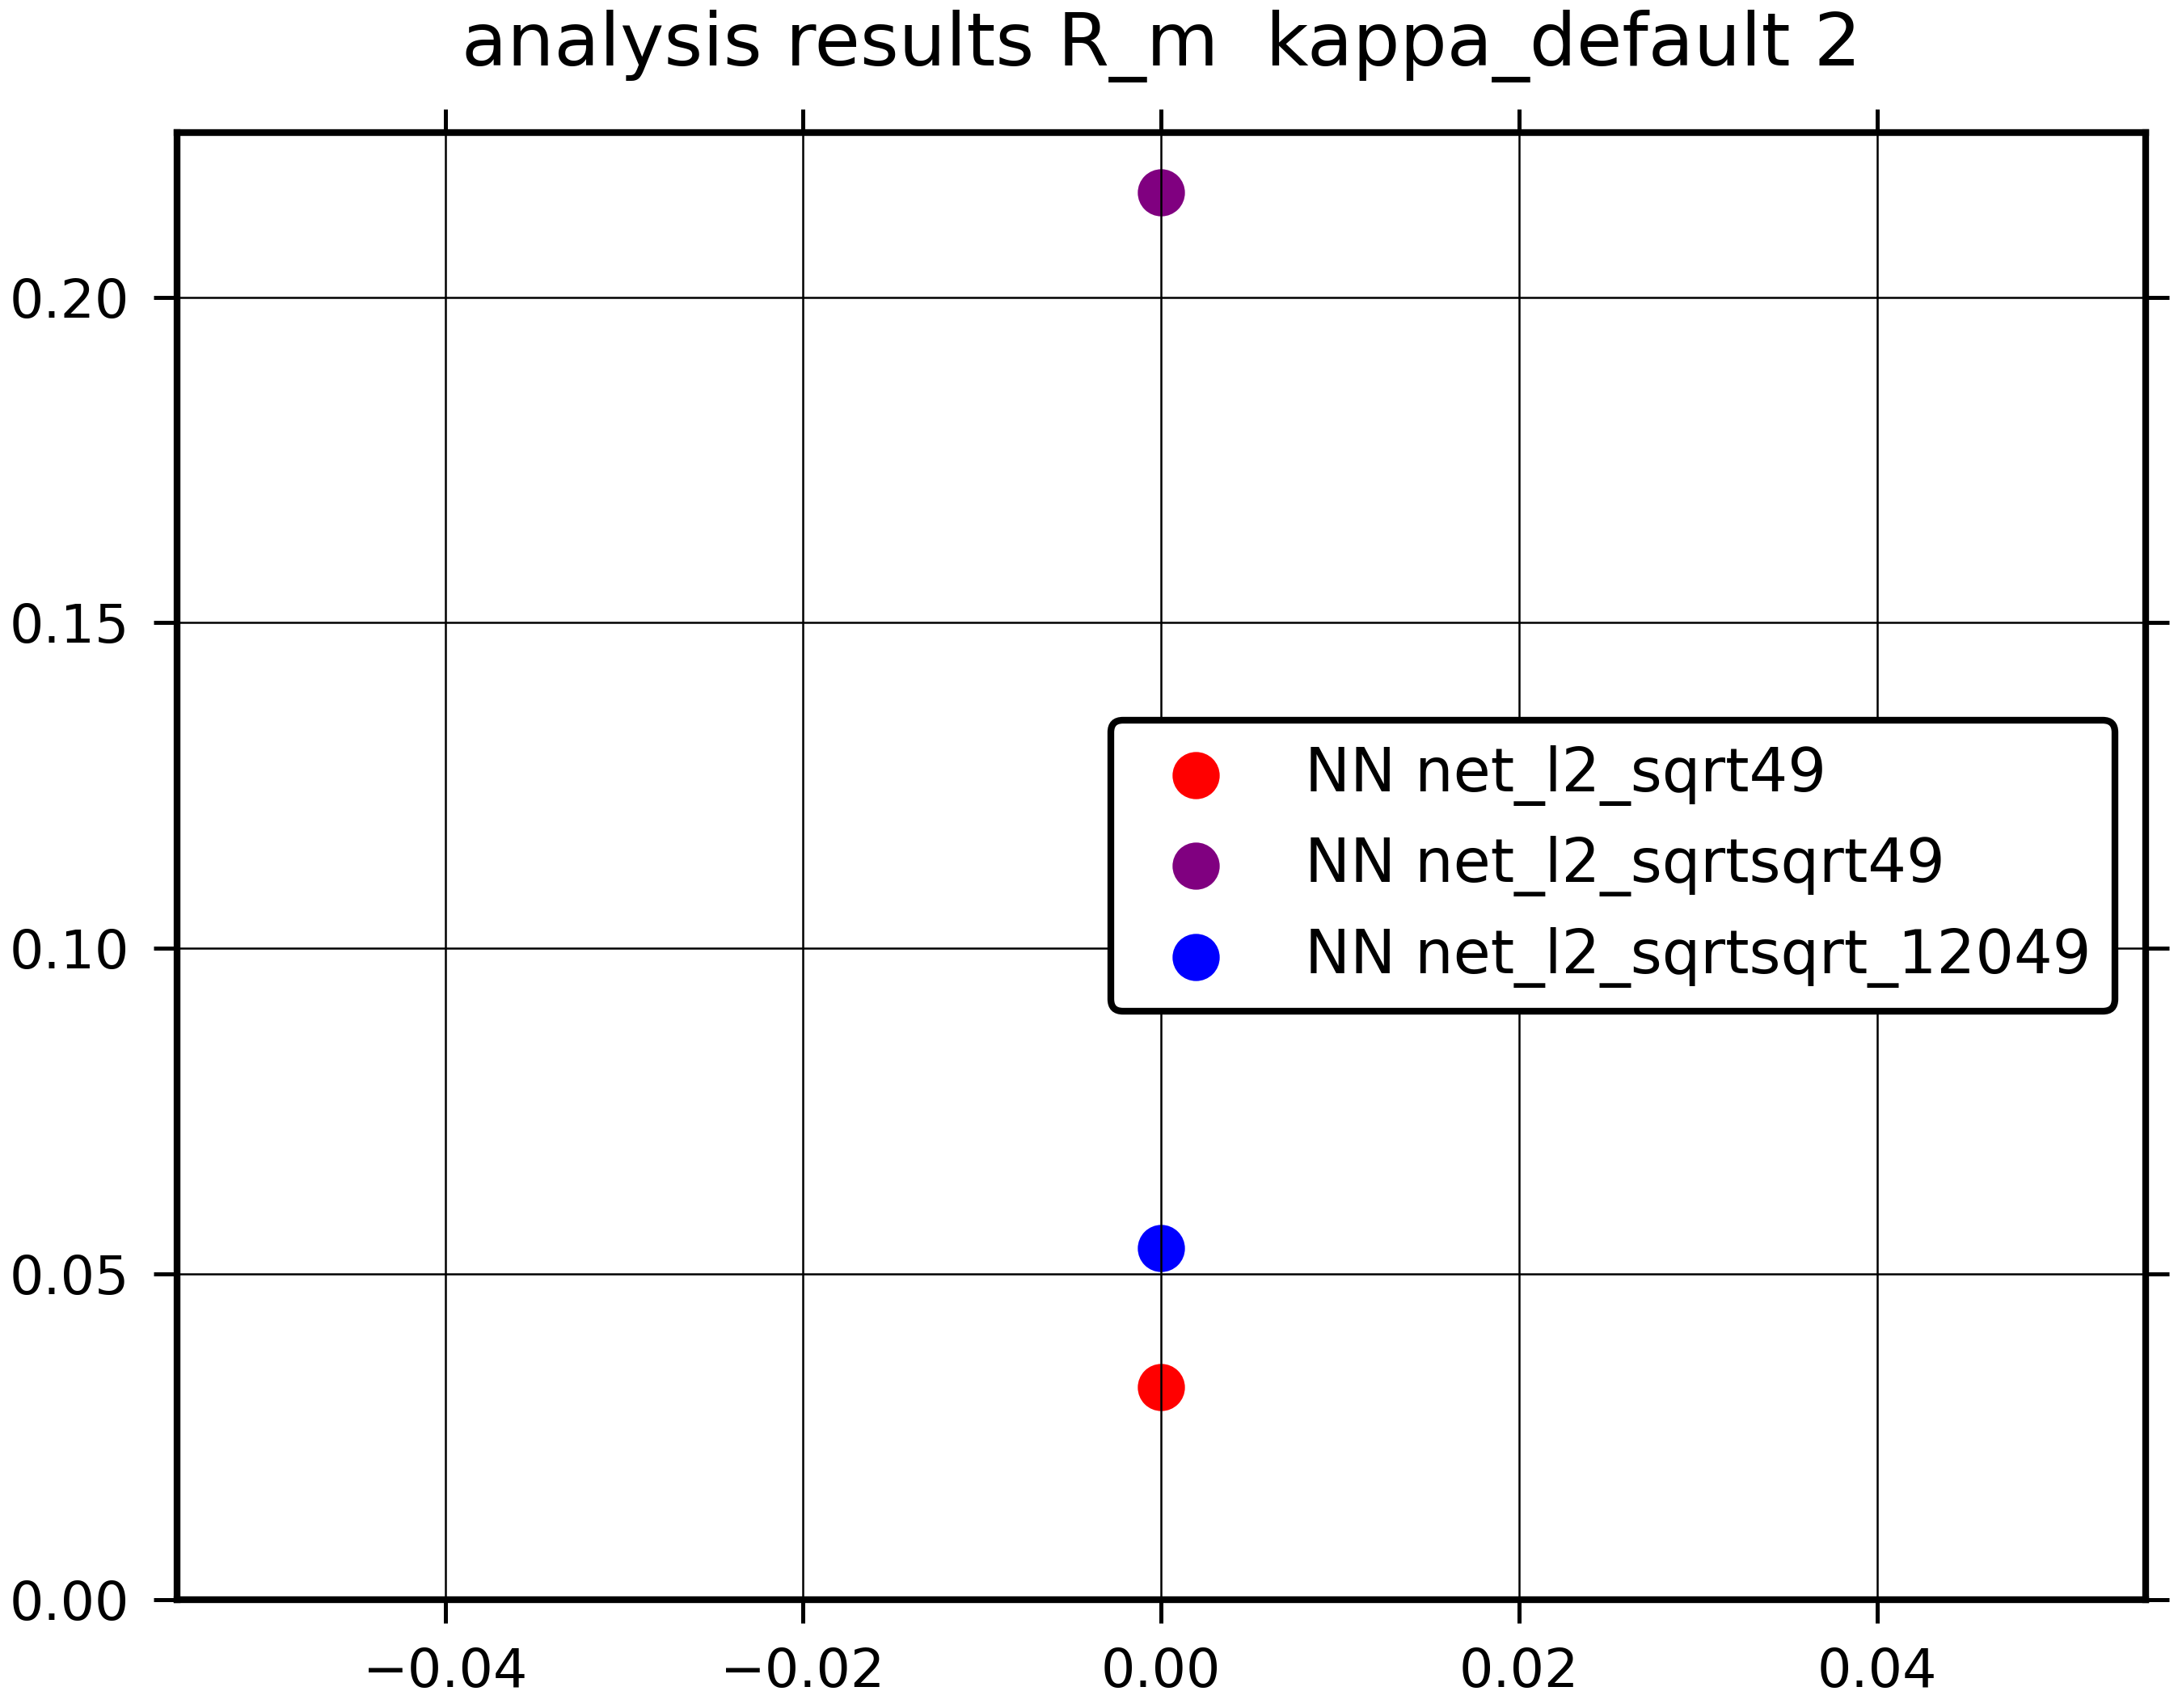 analysis results R_m  kappa_default 2
0.20
0.15
0.10
0.05
0.00
NN net_l2_sqrt49
NN net_l2_sqrtsqrt49
NN net_l2_sqrtsqrt_12049
−0.04 −0.02 0.00 0.02 0.04